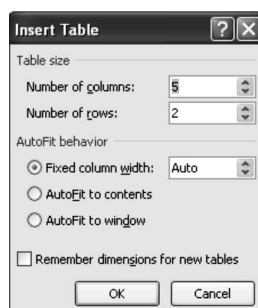 Insert Table ? X
Table size
Number of columns: 5
Number of rows: 2
AutoFit behavior
Fixed column width: Auto
AutoFit to contents
AutoFit to window
Remember dimensions for new tables
OK Cancel